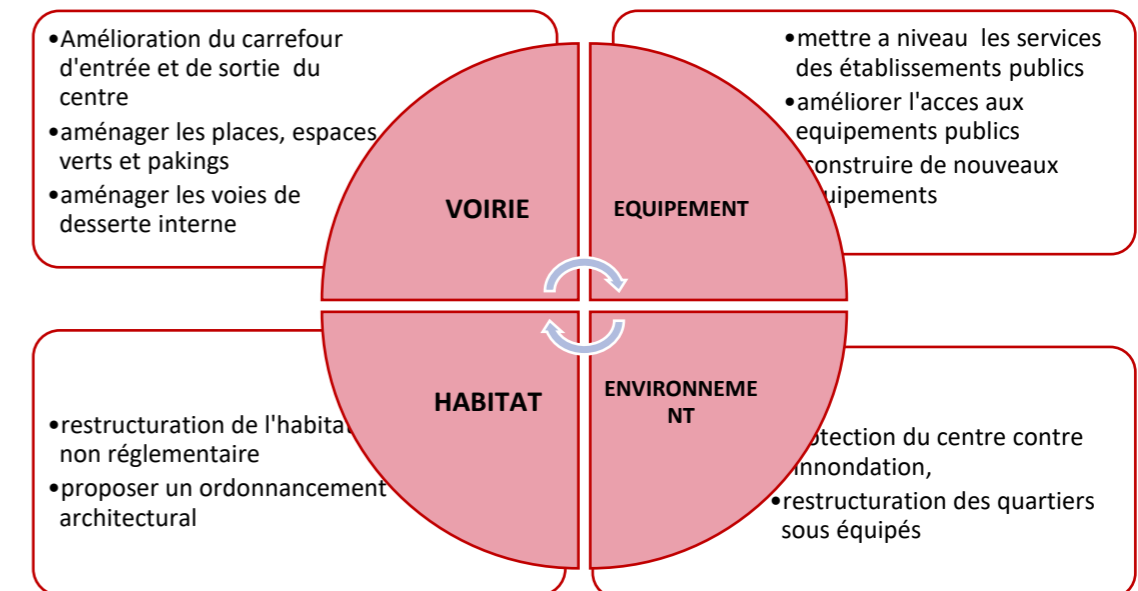 •Amélioration du carrefour
d'entrée et de sortie du
centre
•aménager les places, espaces
verts et pakings
•aménager les voies de
desserte interne
VOIRIE
•mettre a niveau les services
des établissements publics
•améliorer l'acces aux
equipements publics
construire de nouveaux
uipements
EQUIPEMENT
•restructuration de l'habitat
non réglementaire
•proposer un ordonnancement
architectural
HABITAT
ENVIRONNEME
NT
otection du centre contre
innondation,
•restructuration des quartiers
sous équipés